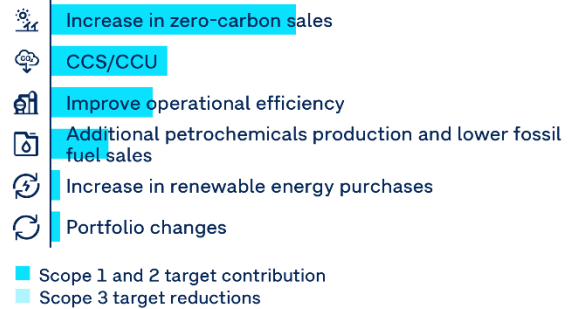 Increase in zero-carbon sales
CO₂
CCS/CCU
Improve operational efficiency
Additional petrochemicals production and lower fossil
fuel sales
Increase in renewable energy purchases
Portfolio changes
Scope 1 and 2 target contribution
Scope 3 target reductions